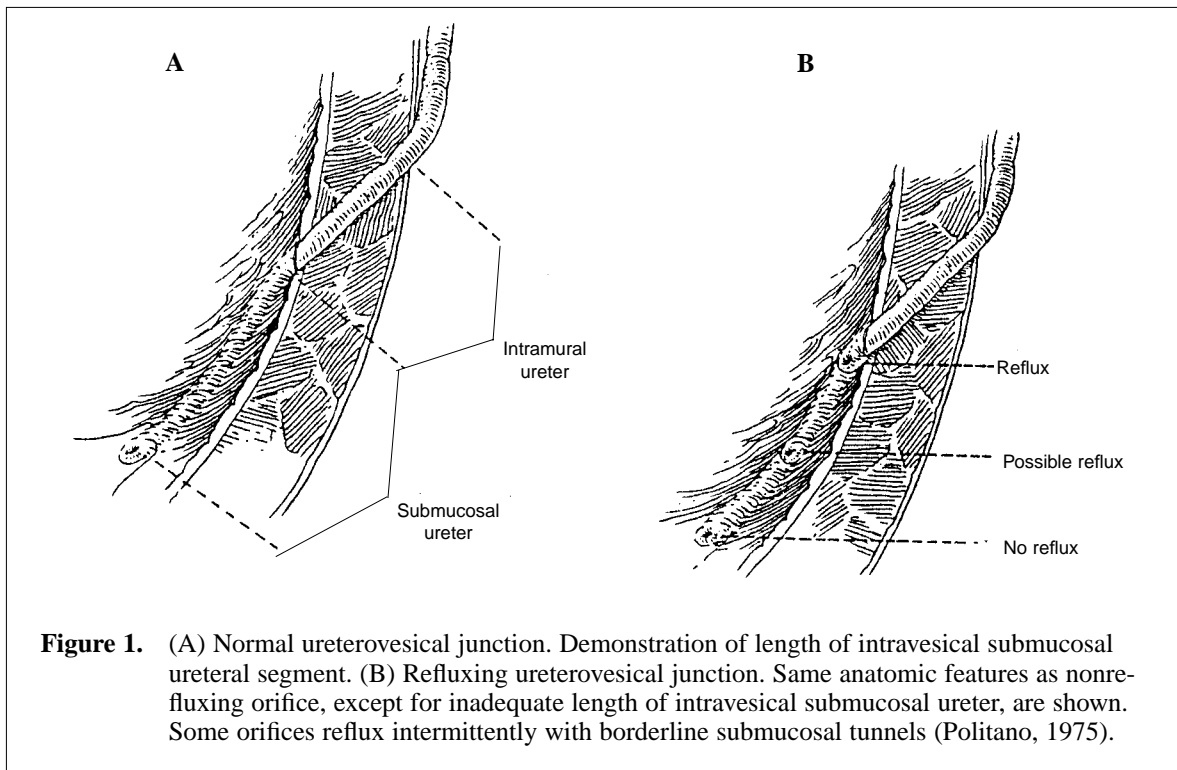 A
B
Intramural
ureter
Submucosal
ureter
Reflux
Possible reflux
No reflux
Figure 1. (A) Normal ureterovesical junction. Demonstration of length of intravesical submucosal
ureteral segment. (B) Refluxing ureterovesical junction. Same anatomic features as nonre-
fluxing orifice, except for inadequate length of intravesical submucosal ureter, are shown.
Some orifices reflux intermittently with borderline submucosal tunnels (Politano, 1975).